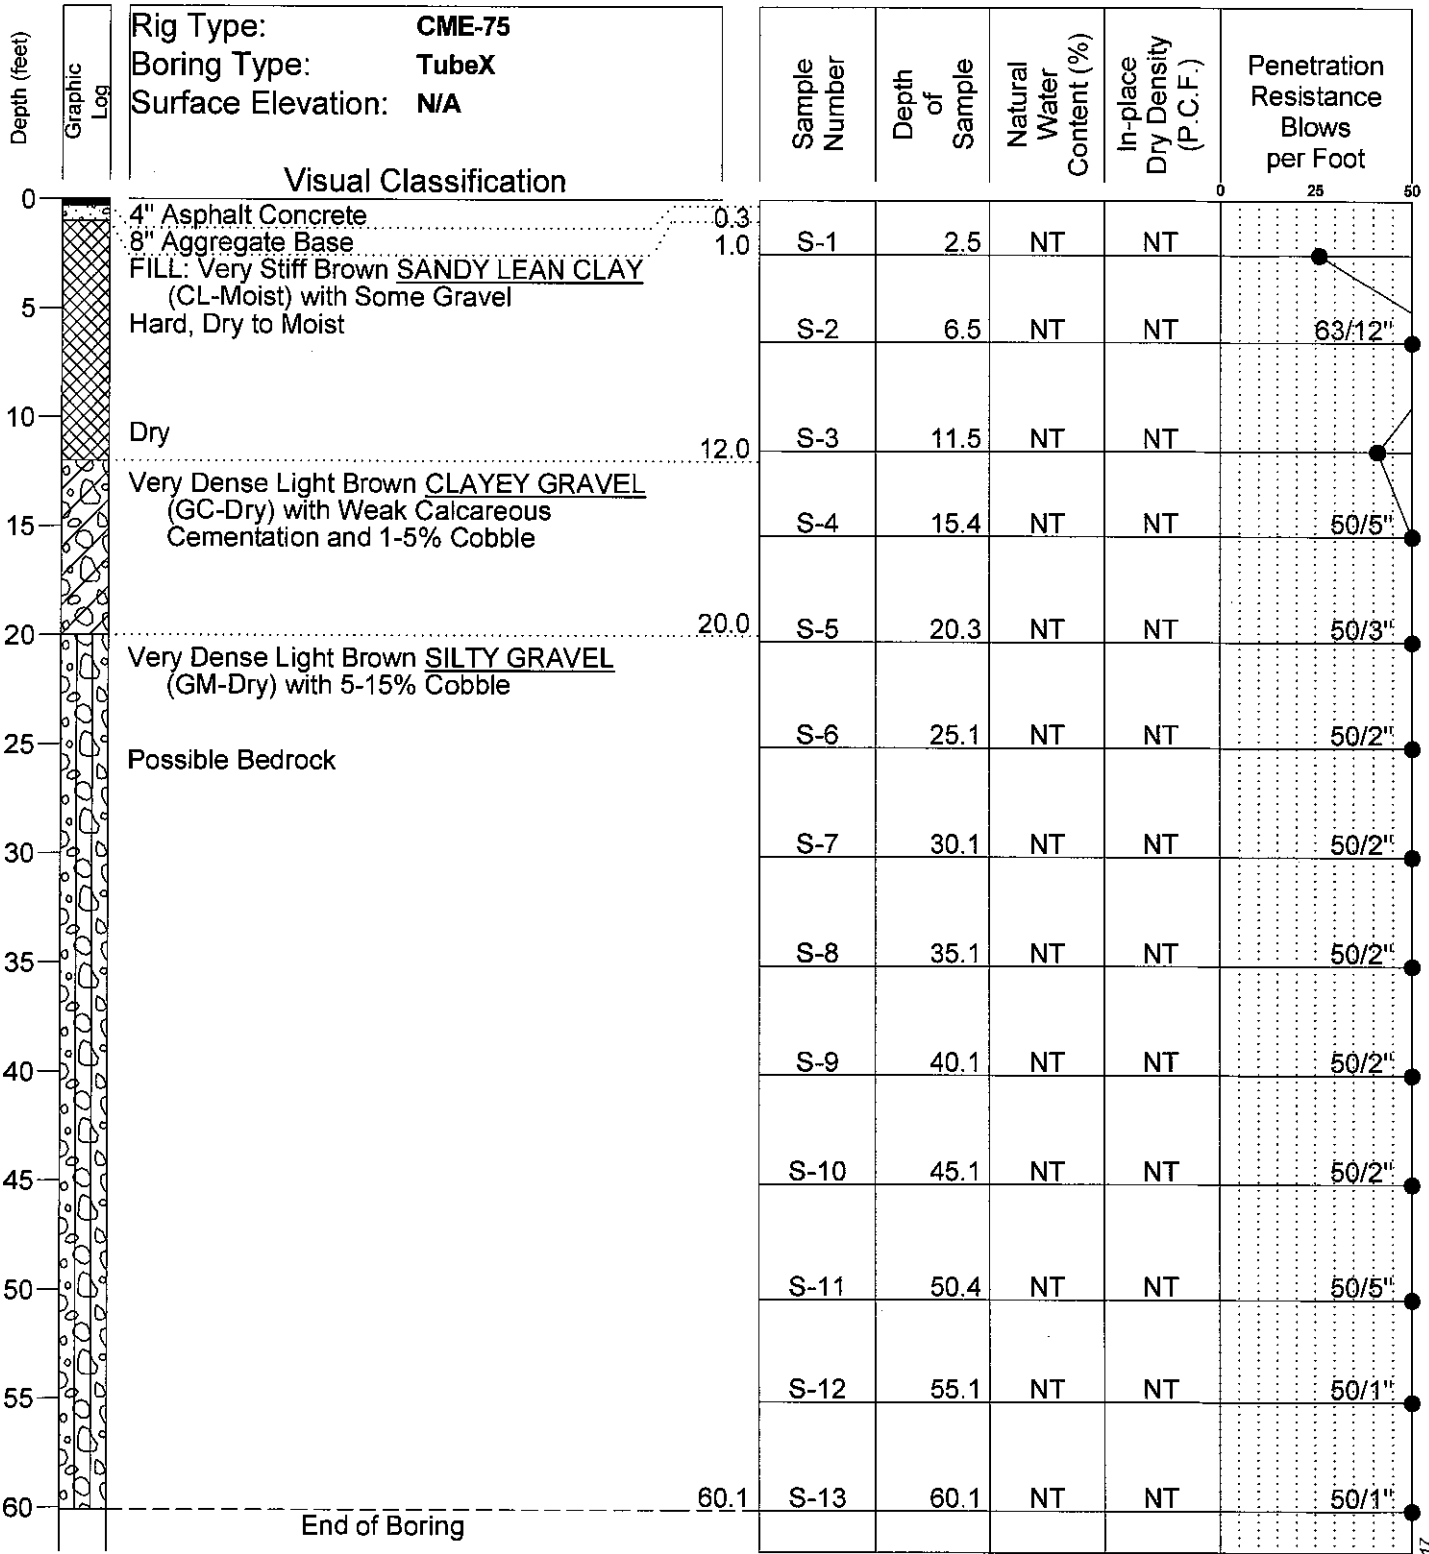 Depth (feet)
Graphic
Log
Rig Type: CME-75
Boring Type: TubeX
Surface Elevation: N/A
Visual Classification
Sample
Number
Depth
of
Sample
Natural
Water
Content (%)
In-place
Dry Density
(P.C.F.)
Penetration
Resistance
Blows
per Foot
0 25 50
0
4" Asphalt Concrete 0.3
8" Aggregate Base 1.0
S-1 2.5 NT NT
FILL: Very Stiff Brown SANDY LEAN CLAY
(CL-Moist) with Some Gravel
5
Hard, Dry to Moist
S-2 6.5 NT NT 63/12"
10
Dry
S-3 11.5 NT NT
12.0
Very Dense Light Brown CLAYEY GRAVEL
(GC-Dry) with Weak Calcareous
Cementation and 1-5% Cobble
15
S-4 15.4 NT NT 50/5"
20
20.0
S-5 20.3 NT NT 50/3"
Very Dense Light Brown SILTY GRAVEL
(GM-Dry) with 5-15% Cobble
25
S-6 25.1 NT NT 50/2"
Possible Bedrock
30
S-7 30.1 NT NT 50/2"
35
S-8 35.1 NT NT 50/2"
40
S-9 40.1 NT NT 50/2"
45
S-10 45.1 NT NT 50/2"
50
S-11 50.4 NT NT 50/5"
55
S-12 55.1 NT NT 50/1"
60
60.1
S-13 60.1 NT NT 50/1"
End of Boring
17